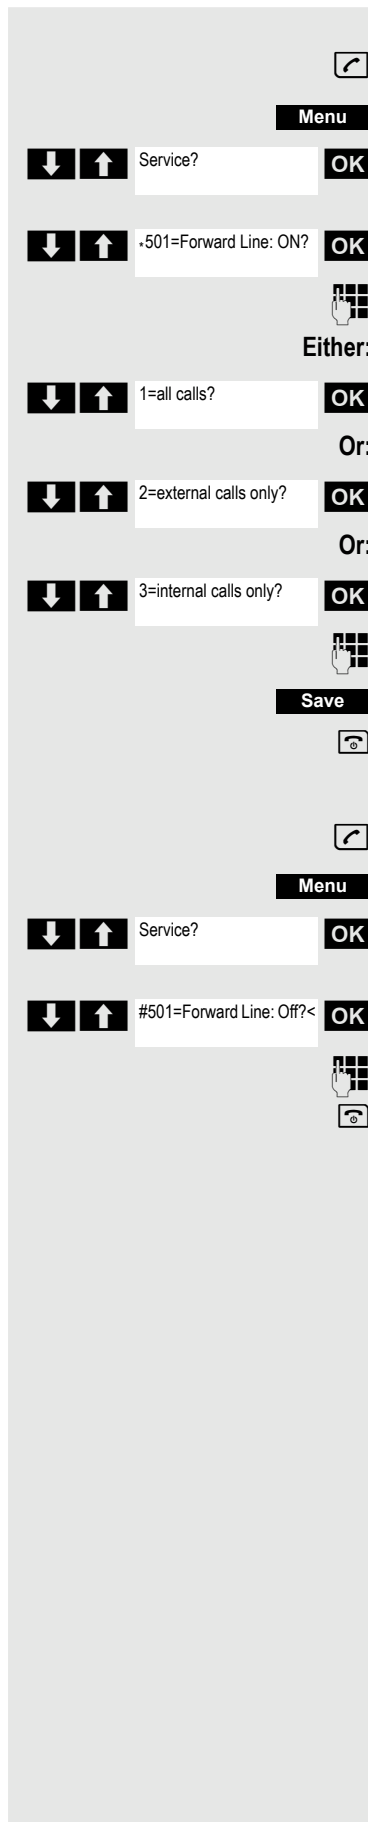 Menu
Service? OK
*501=Forward Line: ON? OK
Either:
1=all calls? OK
Or:
2=external calls only? OK
Or:
3=internal calls only? OK
Save
Menu
Service? OK
#501=Forward Line: Off?< OK